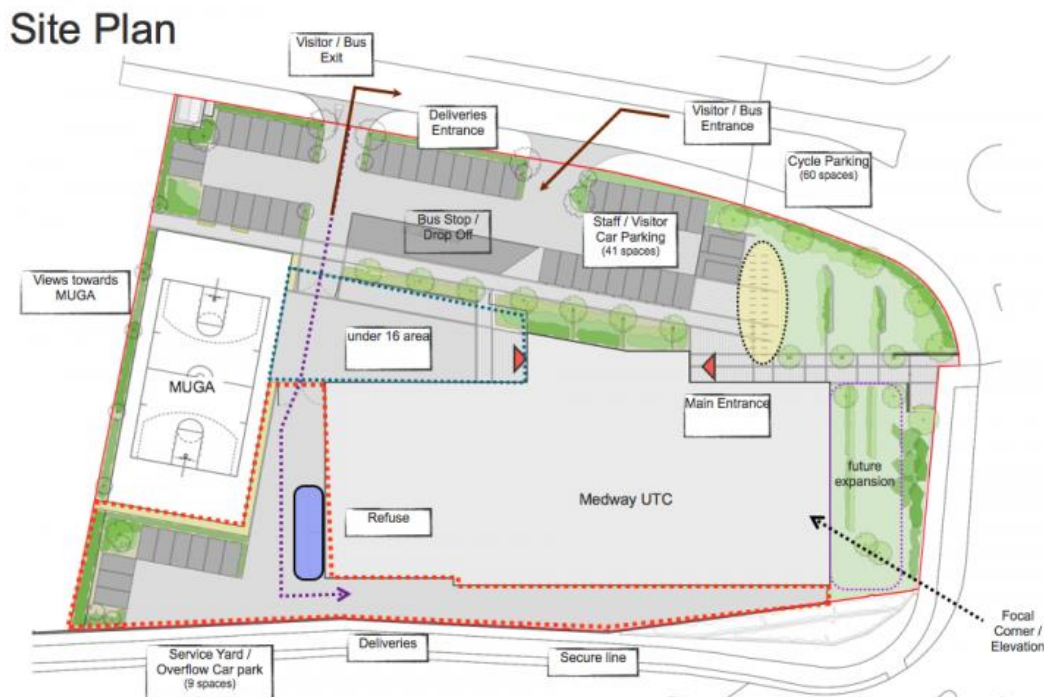 Site Plan
Visitor / Bus
Exit
Deliveries
Entrance
Visitor / Bus
Entrance
Cycle Parking
(60 spaces)
Bus Stop /
Drop Off
Staff / Visitor
Car Parking
(41 spaces)
Views towards
MUGA
under 16 area
MUGA
Main Entrance
future
expansion
Medway UTC
Refuse
Focal
Corner /
Elevation
Deliveries
Secure line
Service Yard /
Overflow Car park
(9 spaces)